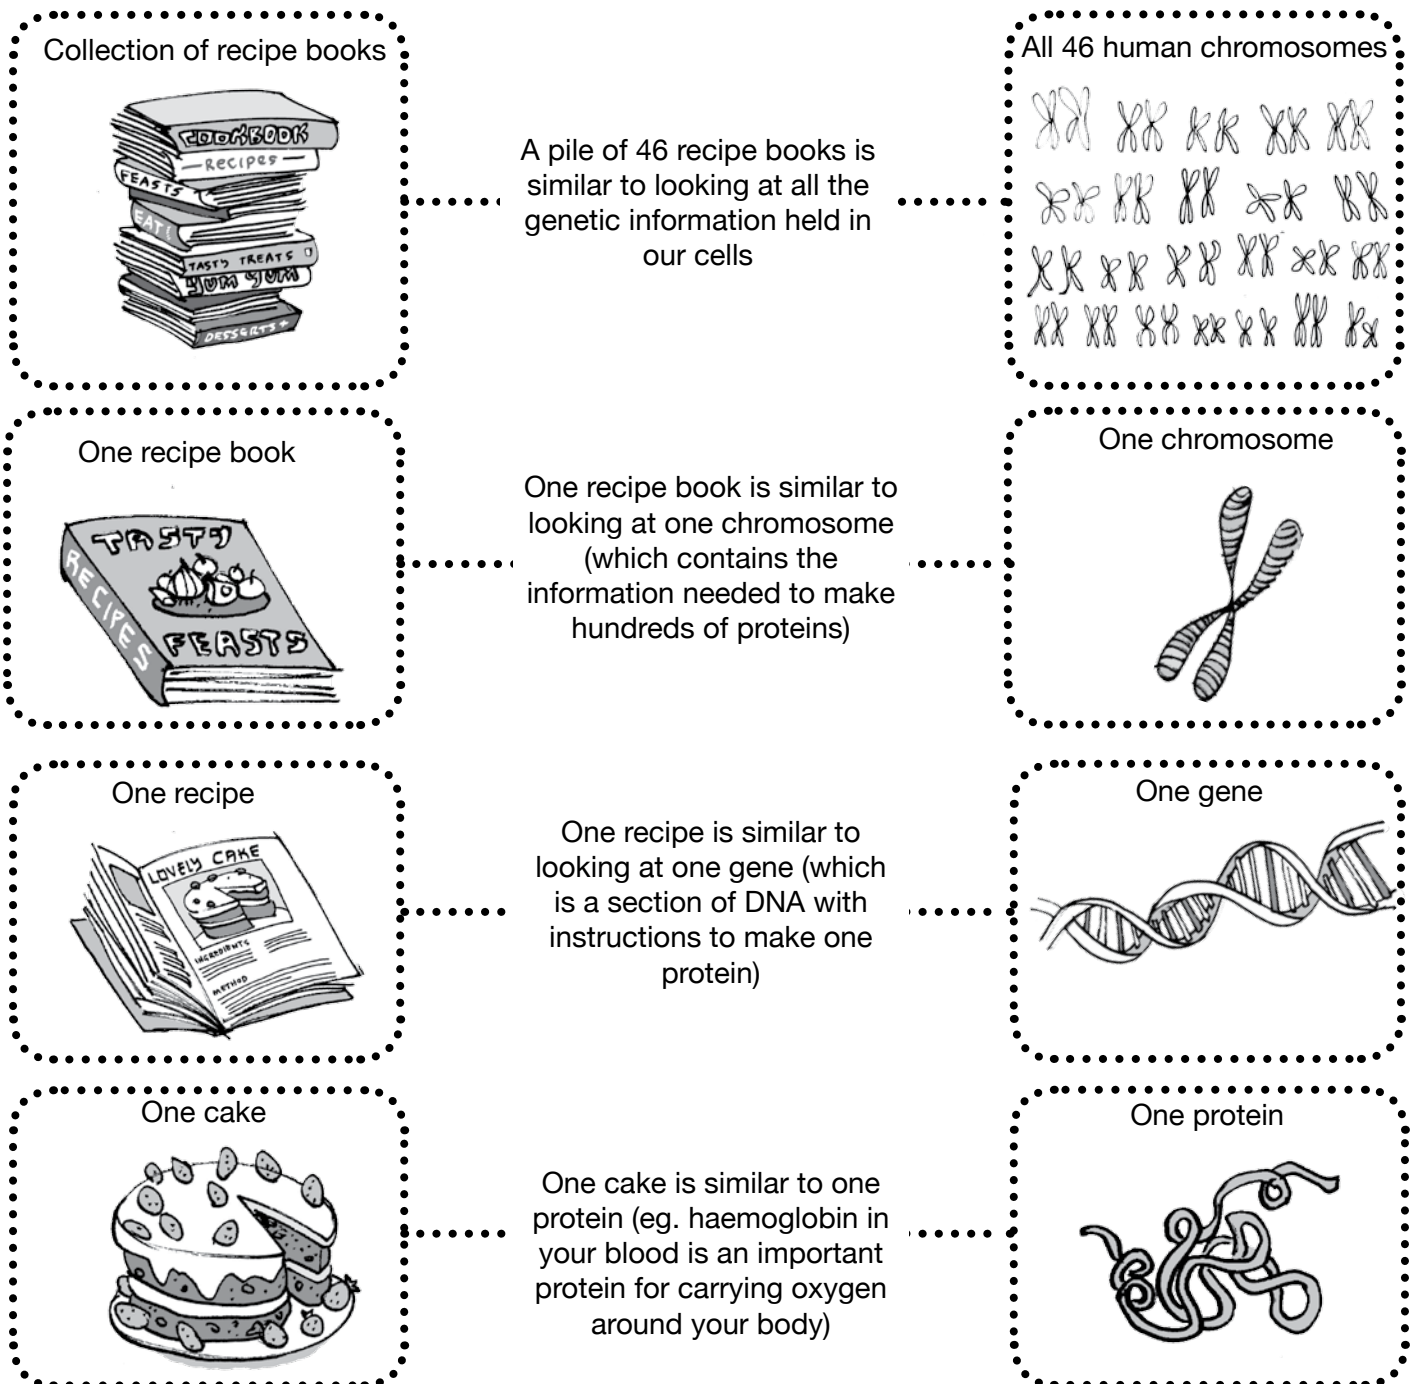 Collection of recipe books
COOKBOOK
Recipes
FEASTS
EAT!
TASTY TREATS
YUM YUM
DESSERTS+
A pile of 46 recipe books is
similar to looking at all the
genetic information held in
our cells
All 46 human chromosomes
One recipe book
TASTY
FEASTS
RECIPES
One recipe book is similar to
looking at one chromosome
(which contains the
information needed to make
hundreds of proteins)
One chromosome
One recipe
LOVELY CAKE
INGREDIENTS
METHOD
One recipe is similar to
looking at one gene (which
is a section of DNA with
instructions to make one
protein)
One gene
One cake
One cake is similar to one
protein (eg. haemoglobin in
your blood is an important
protein for carrying oxygen
around your body)
One protein